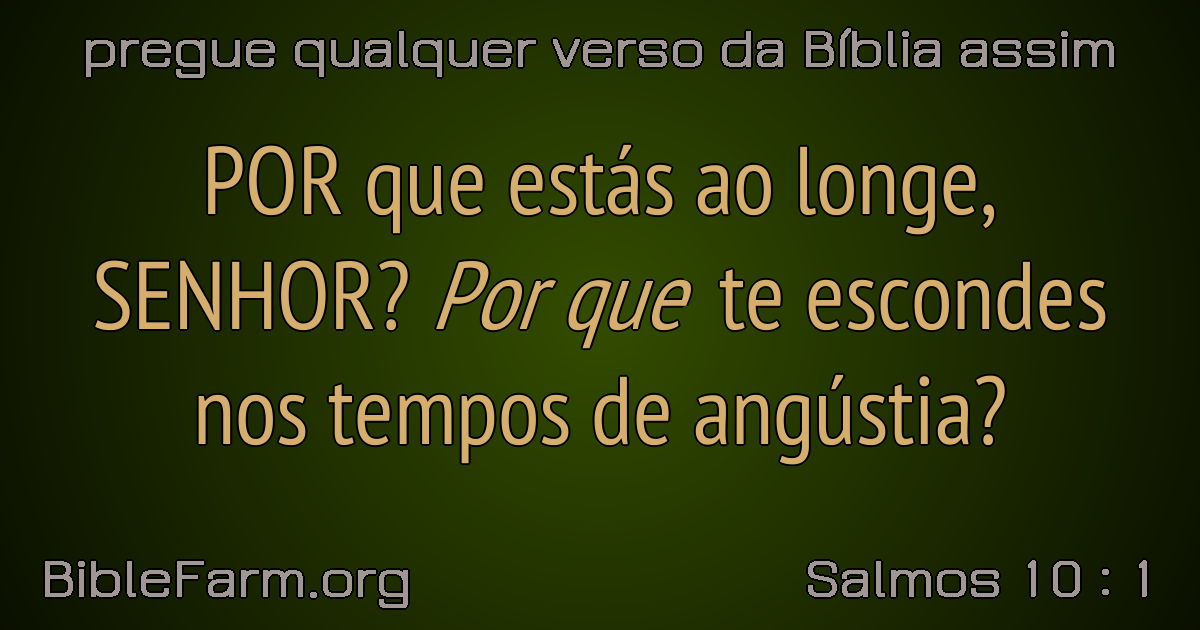 pregue qualquer verso da Bíblia assim
POR que estás ao longe,
SENHOR? Por que te escondes
nos tempos de angústia?
BibleFarm.org
Salmos 10 : 1